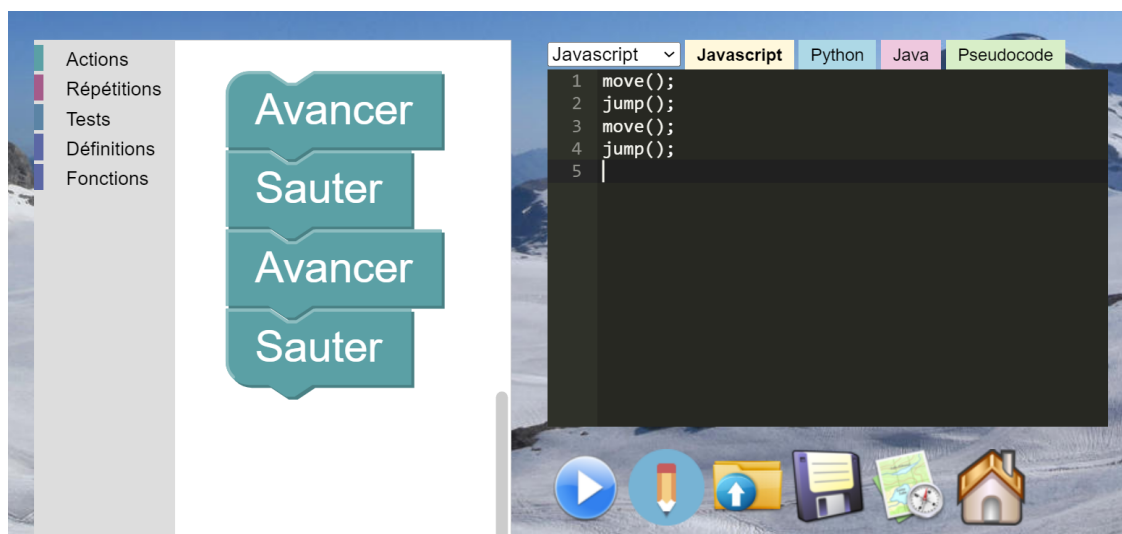 Actions
Répétitions
Tests
Définitions
Fonctions
Avancer
Sauter
Avancer
Sauter
Javascript Javascript Python Java Pseudocode
1 move();
2 jump();
3 move();
4 jump();
5